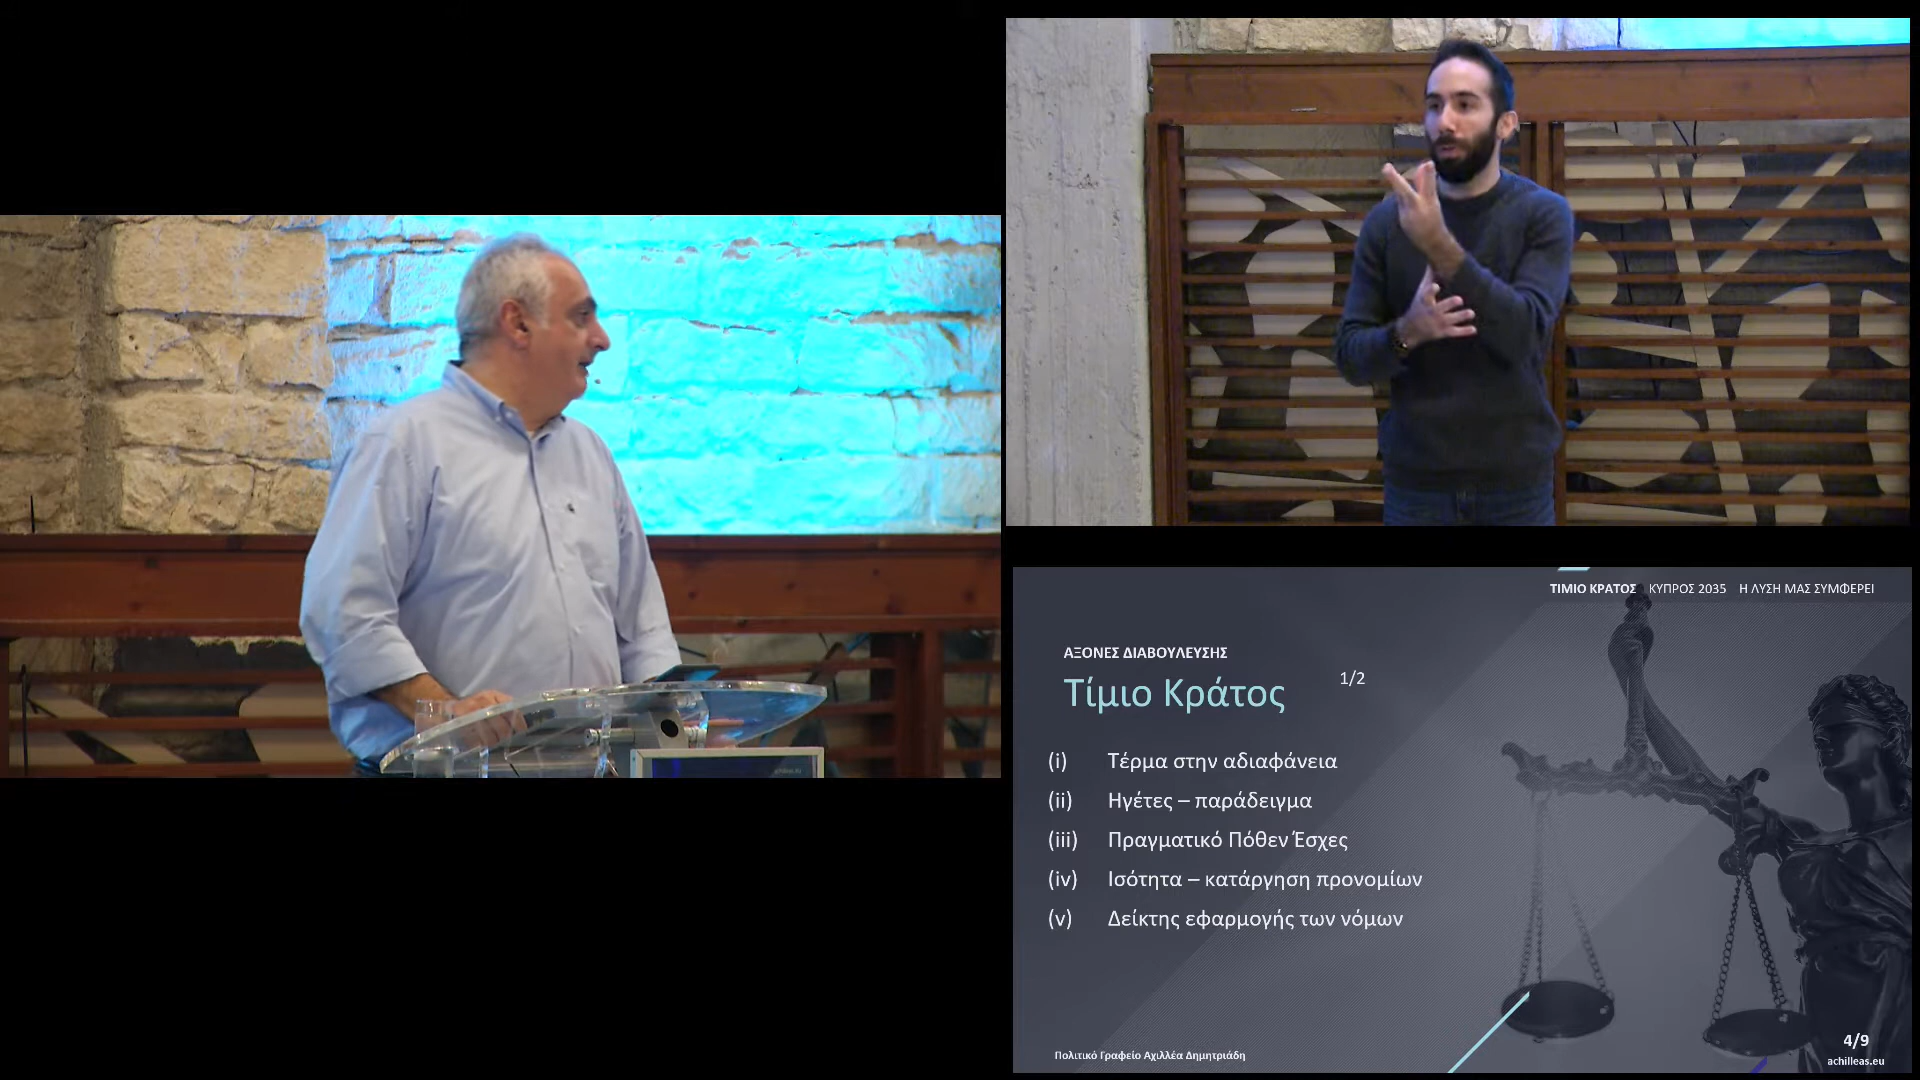 ΤΙΜΙΟ ΚΡΑΤΟΣ ΚΥΠΡΟΣ 2035 Η ΛΥΣΗ ΜΑΣ ΣΥΜΦΕΡΕΙ
ΑΞΟΝΕΣ ΔΙΑΒΟΥΛΕΥΣΗΣ
Τίμιο Κράτος 1/2
(i) Τέρμα στην αδιαφάνεια
(ii) Ηγέτες – παράδειγμα
(iii) Πραγματικό Πόθεν Έσχες
(iv) Ισότητα – κατάργηση προνομίων
(v) Δείκτης εφαρμογής των νόμων
4/9
Πολιτικό Γραφείο Αχιλλέα Δημητριάδη
achilleas.eu